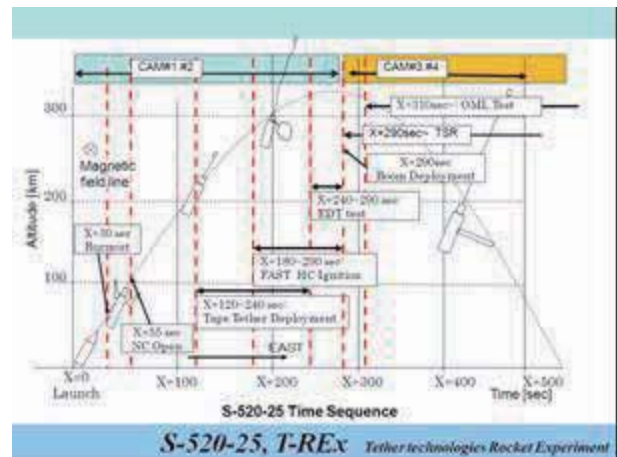 CAM#1 #2
CAM#3 #4
300
X=310sec~ OML Test
X=290sec~ TSR
Magnetic
field line
X=290sec
Boom Deployment
Altitude [km]
200
X=240~290 sec
EDT test
X=30 sec
Burnout
X=180~290 sec
FAST HC Ignition
100
X=120~240 sec
Tape Tether Deployment
X=55 sec
NC Open
EAST
X=0
X=100
X=200
X=300
X=400
X=500
Launch
Time [sec]
S-520-25 Time Sequence
S-520-25, T-REx Tether technologies Rocket Experiment